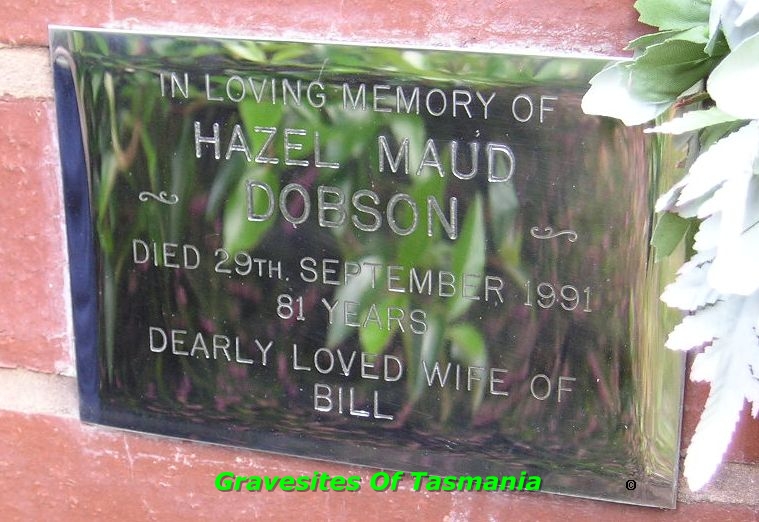 IN LOVING MEMORY OF
HAZEL MAUD
DOBSON
DIED 29TH. SEPTEMBER 1991
81 YEARS
DEARLY LOVED WIFE OF
BILL
Gravesites Of Tasmania ©